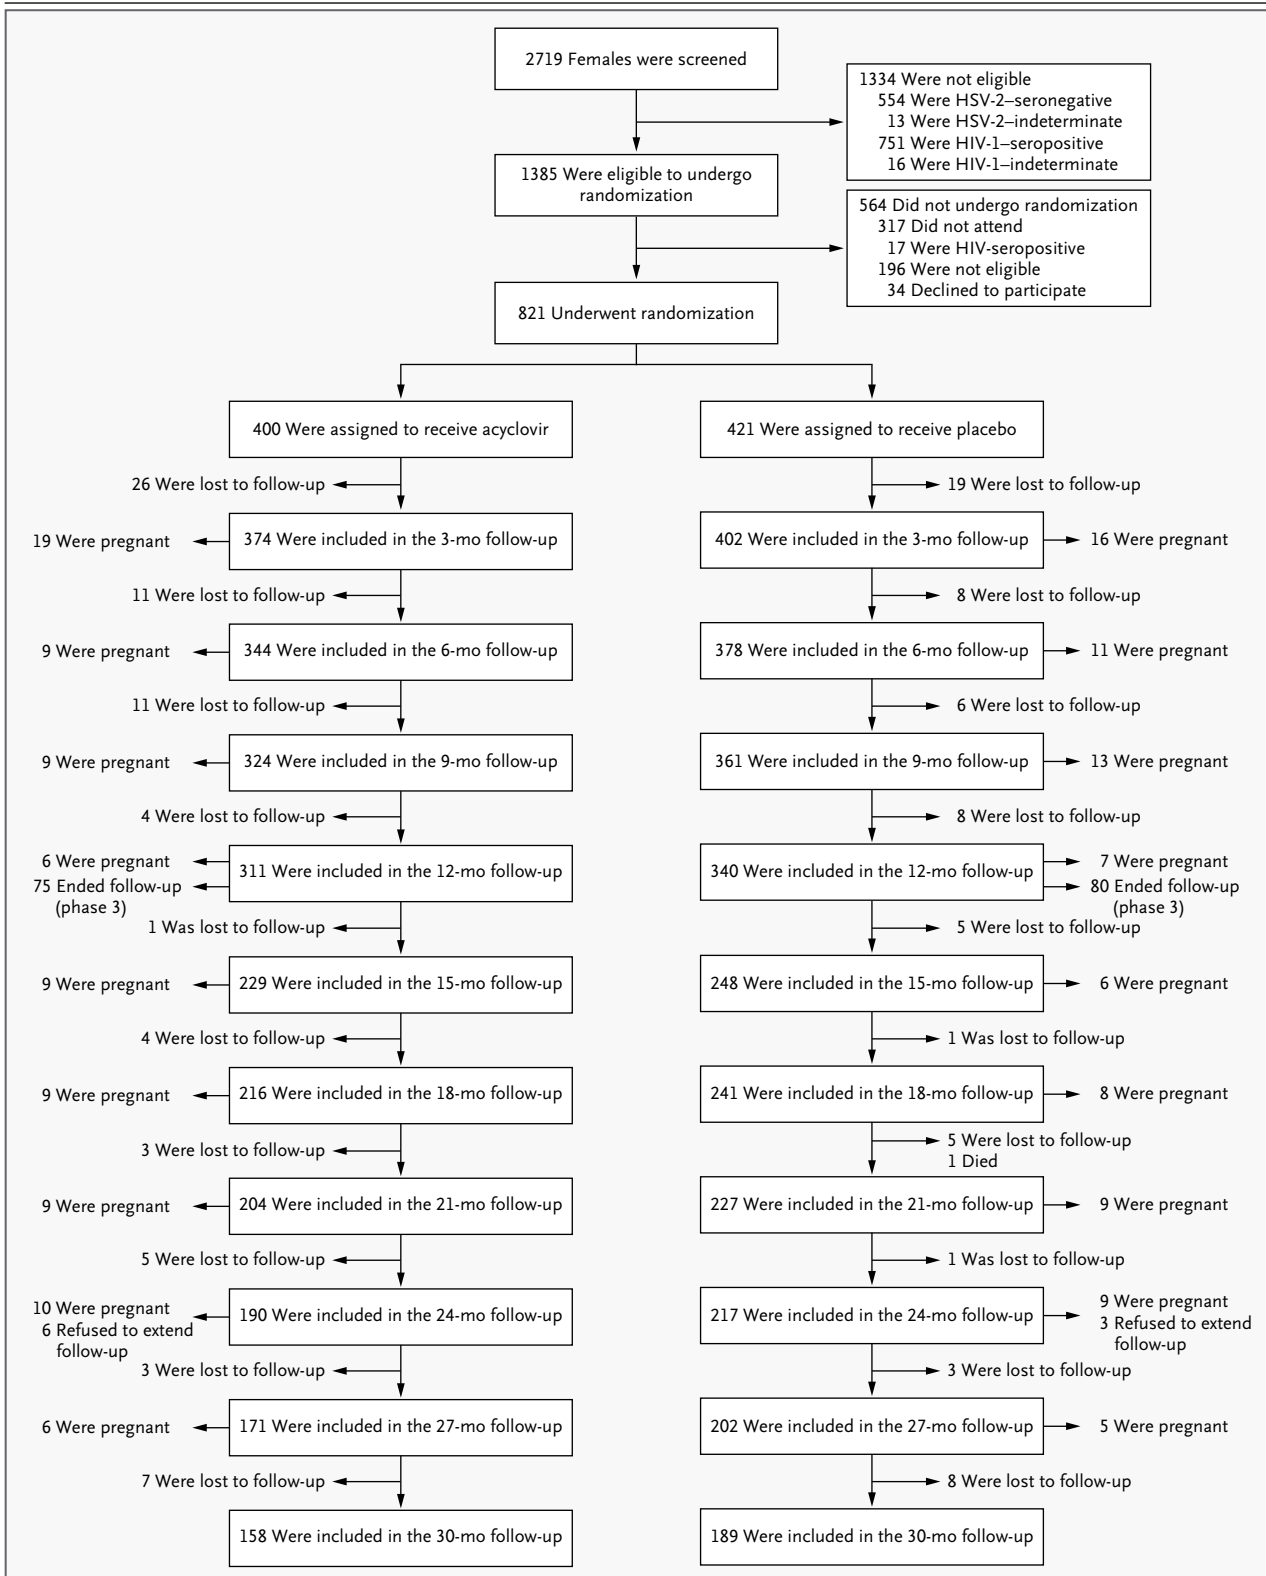 2719 Females were screened
1334 Were not eligible
554 Were HSV-2–seronegative
13 Were HSV-2–indeterminate
751 Were HIV-1–seropositive
16 Were HIV-1–indeterminate
1385 Were eligible to undergo
randomization
564 Did not undergo randomization
317 Did not attend
17 Were HIV-seropositive
196 Were not eligible
34 Declined to participate
821 Underwent randomization
400 Were assigned to receive acyclovir
421 Were assigned to receive placebo
26 Were lost to follow-up
19 Were lost to follow-up
19 Were pregnant
374 Were included in the 3-mo follow-up
402 Were included in the 3-mo follow-up
16 Were pregnant
11 Were lost to follow-up
8 Were lost to follow-up
9 Were pregnant
344 Were included in the 6-mo follow-up
378 Were included in the 6-mo follow-up
11 Were pregnant
11 Were lost to follow-up
6 Were lost to follow-up
9 Were pregnant
324 Were included in the 9-mo follow-up
361 Were included in the 9-mo follow-up
13 Were pregnant
4 Were lost to follow-up
8 Were lost to follow-up
6 Were pregnant
75 Ended follow-up
(phase 3)
311 Were included in the 12-mo follow-up
340 Were included in the 12-mo follow-up
7 Were pregnant
80 Ended follow-up
(phase 3)
1 Was lost to follow-up
5 Were lost to follow-up
9 Were pregnant
229 Were included in the 15-mo follow-up
248 Were included in the 15-mo follow-up
6 Were pregnant
4 Were lost to follow-up
1 Was lost to follow-up
9 Were pregnant
216 Were included in the 18-mo follow-up
241 Were included in the 18-mo follow-up
8 Were pregnant
3 Were lost to follow-up
5 Were lost to follow-up
1 Died
9 Were pregnant
204 Were included in the 21-mo follow-up
227 Were included in the 21-mo follow-up
9 Were pregnant
5 Were lost to follow-up
1 Was lost to follow-up
10 Were pregnant
6 Refused to extend
follow-up
190 Were included in the 24-mo follow-up
217 Were included in the 24-mo follow-up
9 Were pregnant
3 Refused to extend
follow-up
3 Were lost to follow-up
3 Were lost to follow-up
6 Were pregnant
171 Were included in the 27-mo follow-up
202 Were included in the 27-mo follow-up
5 Were pregnant
7 Were lost to follow-up
8 Were lost to follow-up
158 Were included in the 30-mo follow-up
189 Were included in the 30-mo follow-up